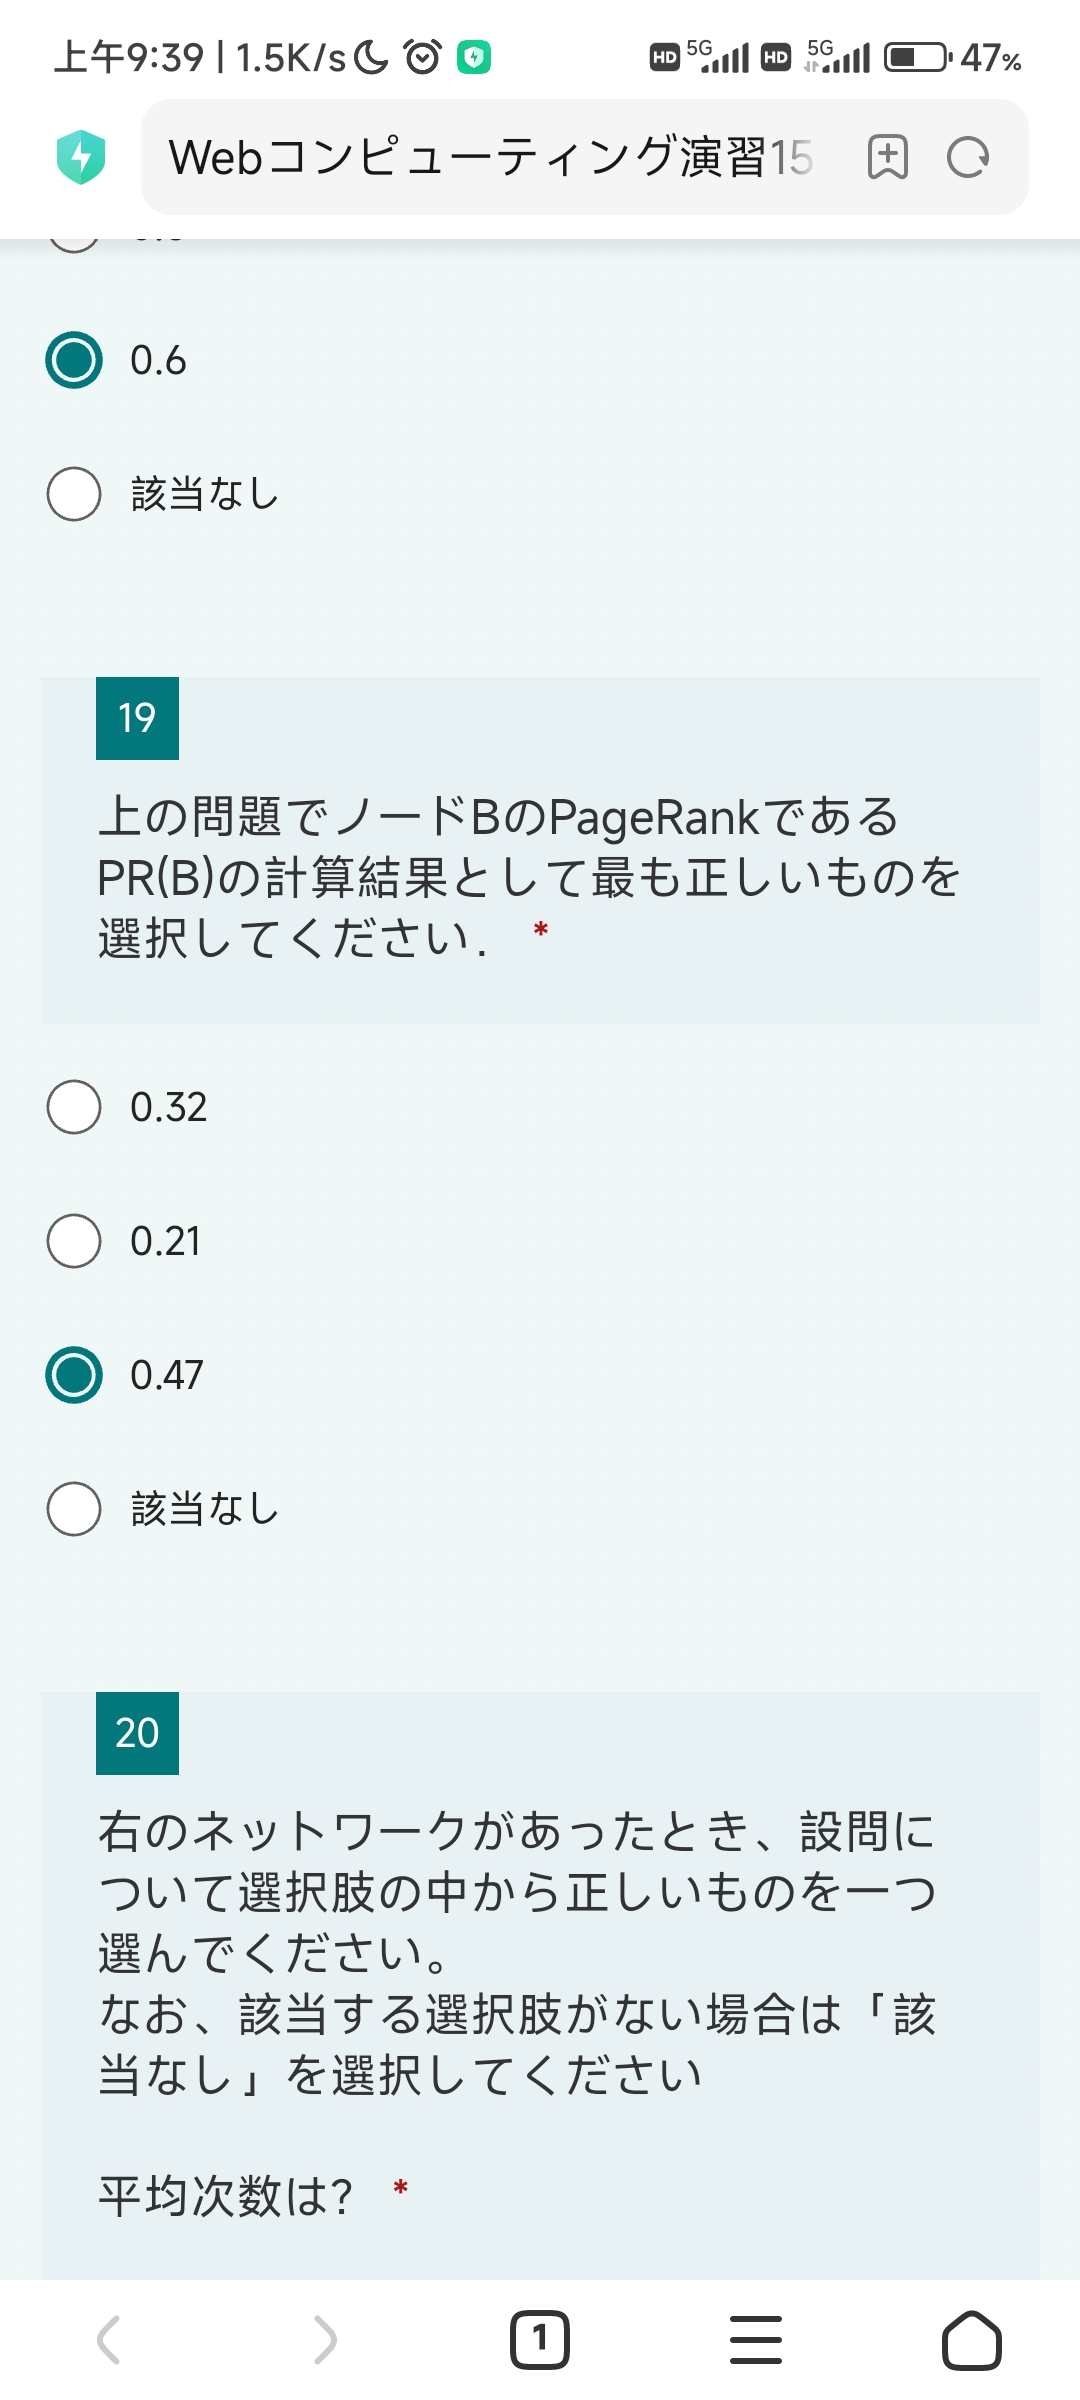 上午9:39 | 1.5K/s HD 5G HD 5G 47%
Webコンピューティング演習15
0.6
該当なし
19
上の問題でノードBのPageRankである
PR(B)の計算結果として最も正しいものを
選択してください. *
0.32
0.21
0.47
該当なし
20
右のネットワークがあったとき、設問に
ついて選択肢の中から正しいものを一つ
選んでください。
なお、該当する選択肢がない場合は「該
当なし」を選択してください
平均次数は? *
1